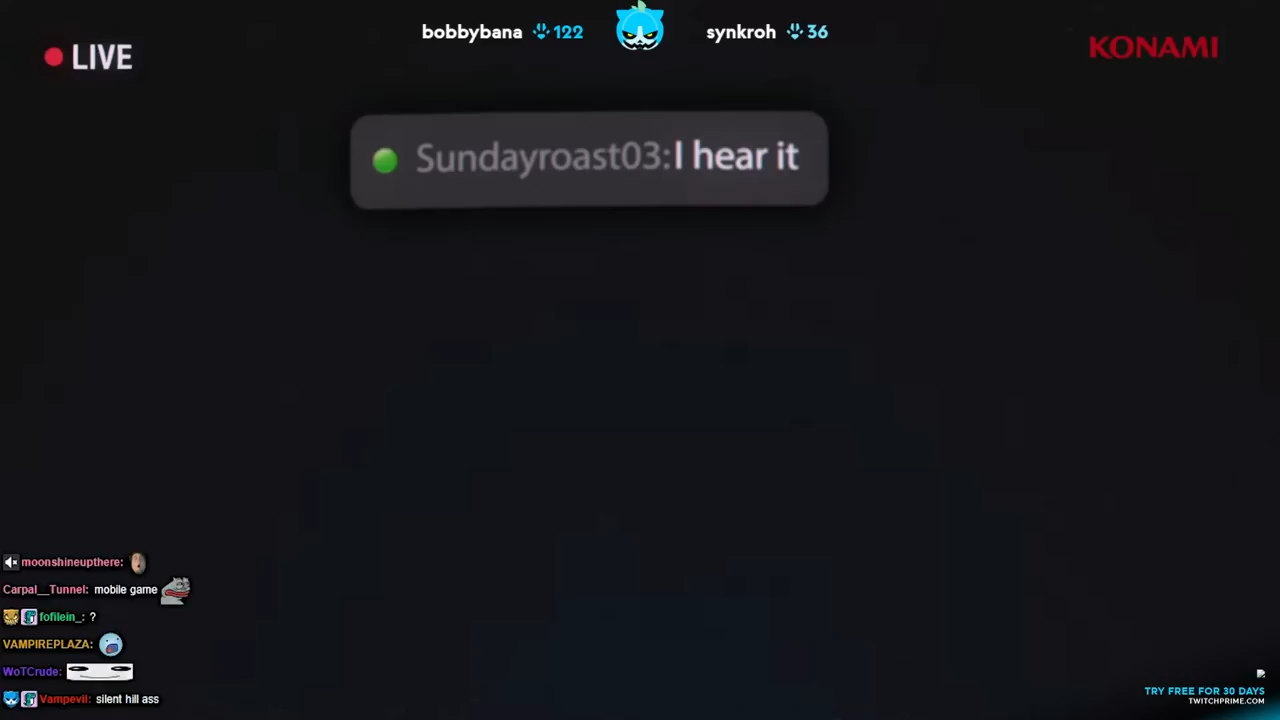 bobbybana 122 synkroh 36
LIVE
KONAMI
Sundayroast03:I hear it
moonshineupthere:
Carpal__Tunnel: mobile game
fofilein_: ?
VAMPIREPLAZA:
WoTCrude:
Vampevil: silent hill ass
TRY FREE FOR 30 DAYS
TWITCHPRIME.COM